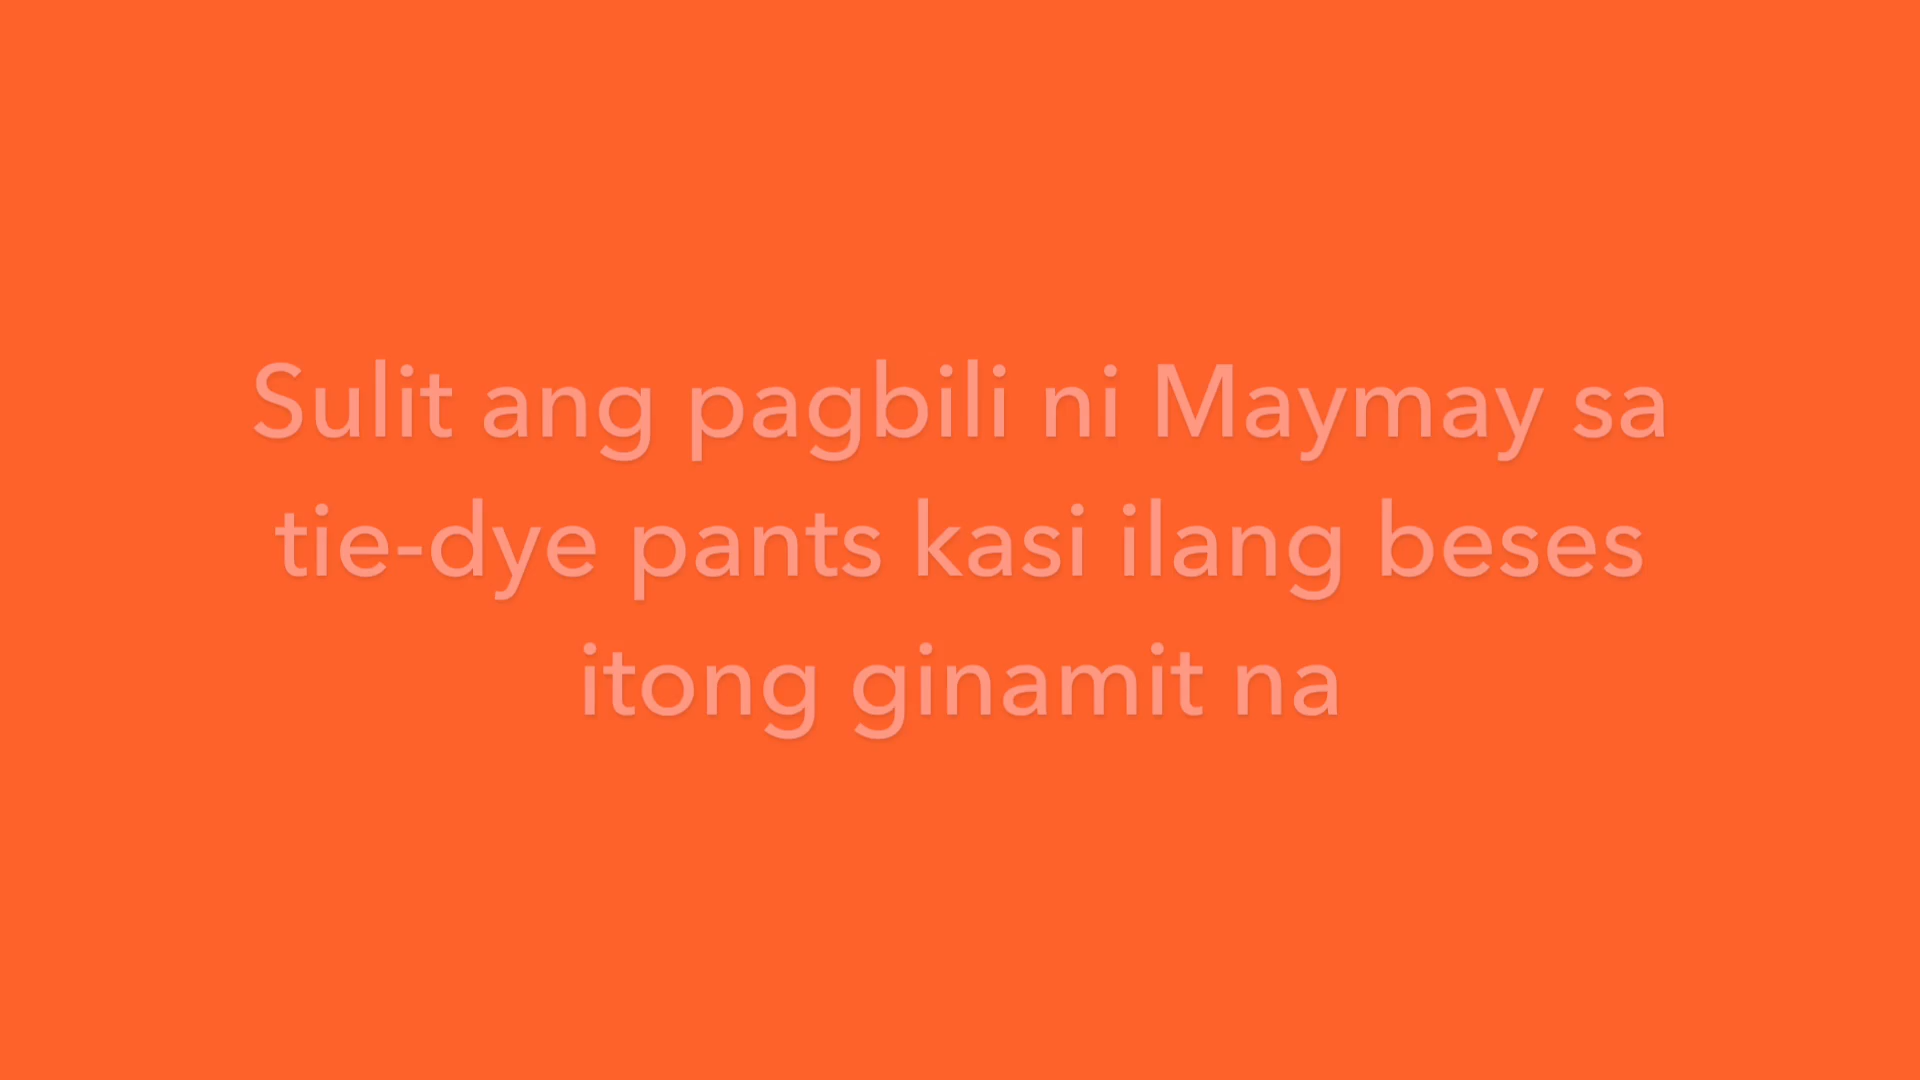 Sulit ang pagbili ni Maymay sa
tie-dye pants kasi ilang beses
itong ginamit na